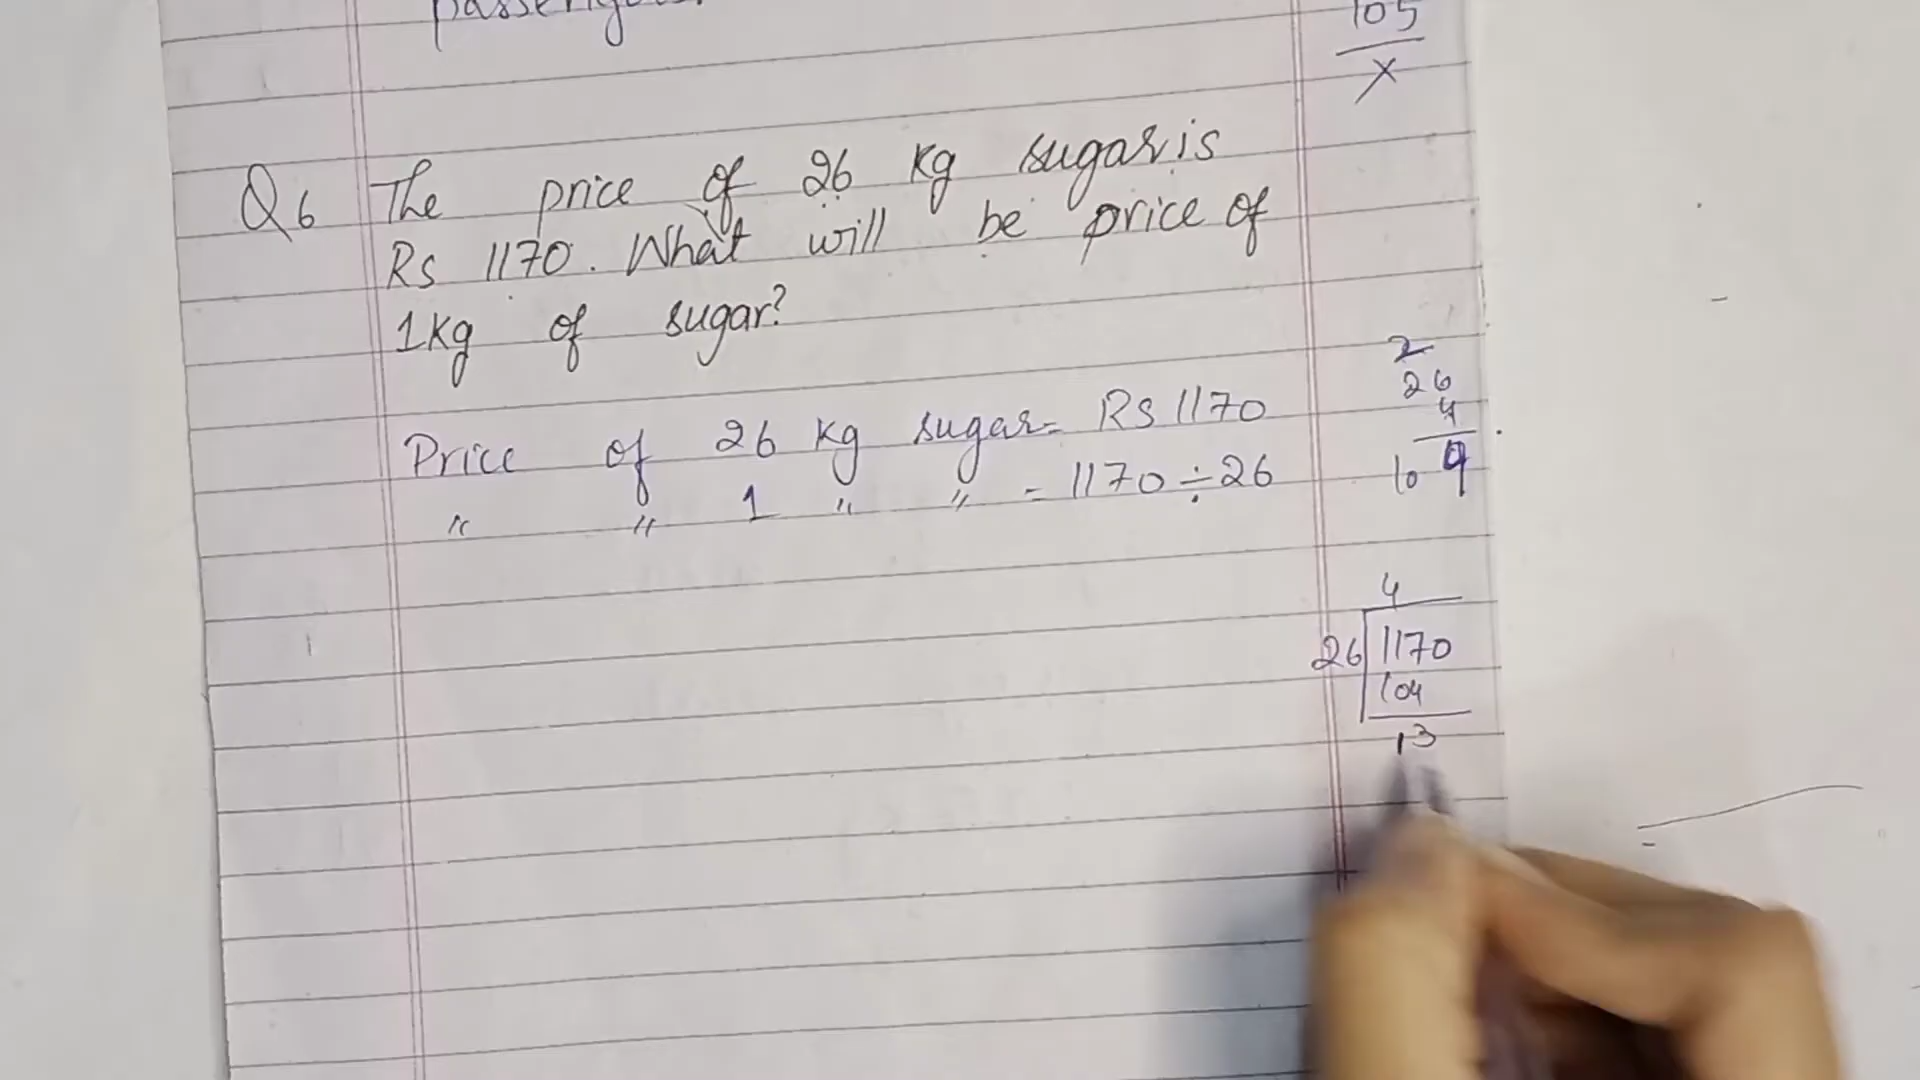 105
x
Q6 The price of 26 kg sugar is
Rs 1170. What will be price of
1kg of sugar?
Price of 26 kg sugar = Rs 1170
" " 1 " " = 1170 ÷ 26
2
26
4
10
4
26 1170
104
13